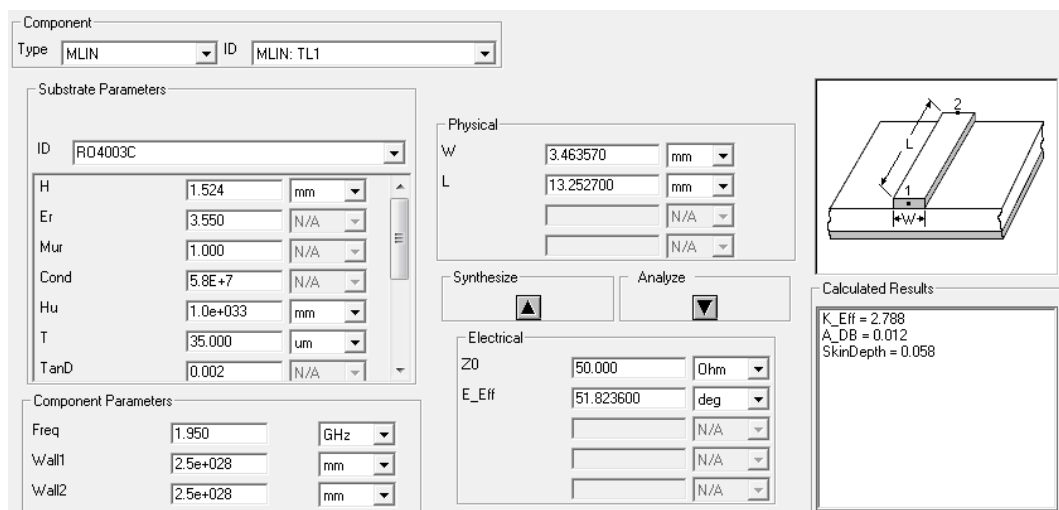 Component
Type MLIN ID MLIN: TL1
Substrate Parameters
ID RO4003C
H 1.524 mm
Er 3.550 N/A
Mur 1.000 N/A
Cond 5.8E+7 N/A
Hu 1.0e+033 mm
T 35.000 um
TanD 0.002 N/A
Component Parameters
Freq 1.950 GHz
Wall1 2.5e+028 mm
Wall2 2.5e+028 mm
Physical
W 3.463570 mm
L 13.252700 mm
N/A
N/A
Synthesize Analyze
Electrical
Z0 50.000 Ohm
E_Eff 51.823600 deg
N/A
N/A
N/A
2
L
1
W
Calculated Results
K_Eff = 2.788
A_DB = 0.012
SkinDepth = 0.058